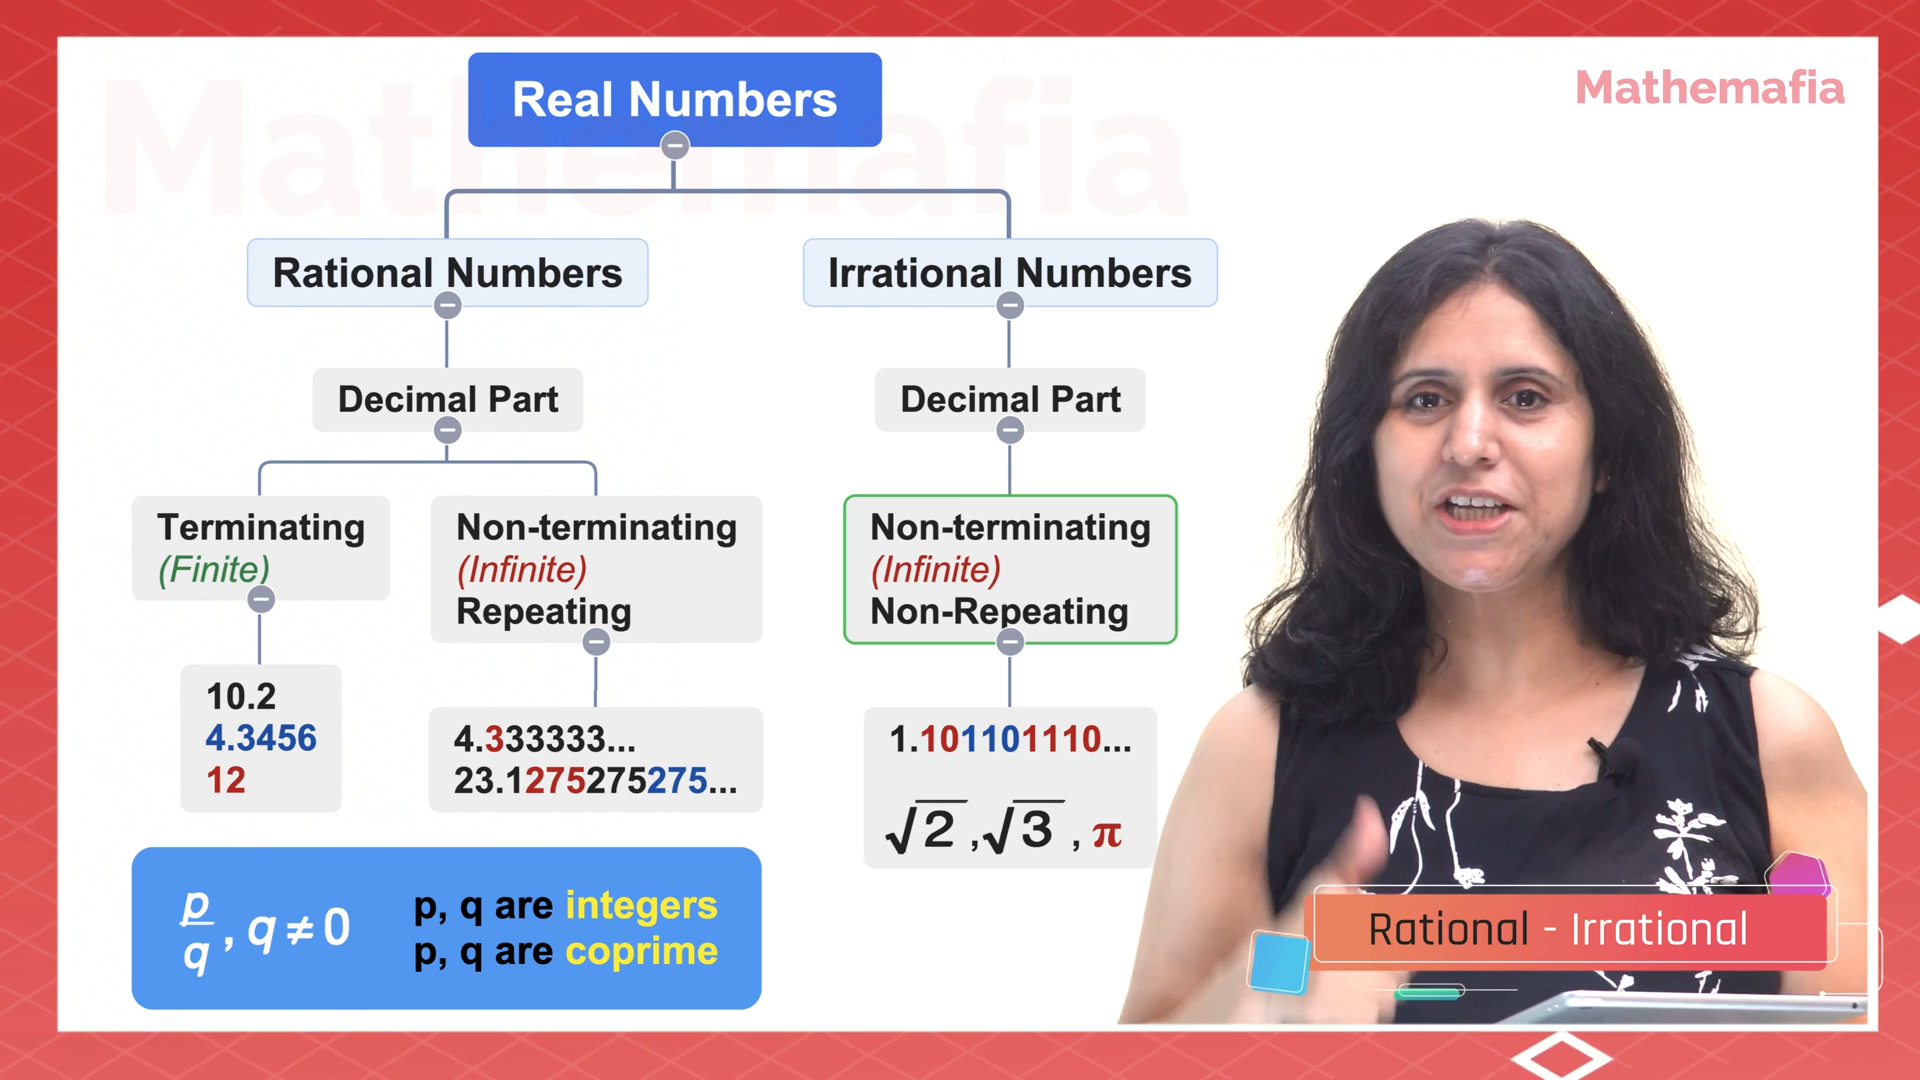 Mathemafia
Mathemafia
Real Numbers
Rational Numbers
Irrational Numbers
Decimal Part
Decimal Part
Terminating
(Finite)
Non-terminating
(Infinite)
Repeating
Non-terminating
(Infinite)
Non-Repeating
10.2
4.3456
12
4.333333...
23.1275275275...
1.101101110...
√2 ,√3 , π
p/q , q ≠ 0
p, q are integers
p, q are coprime
Rational - Irrational